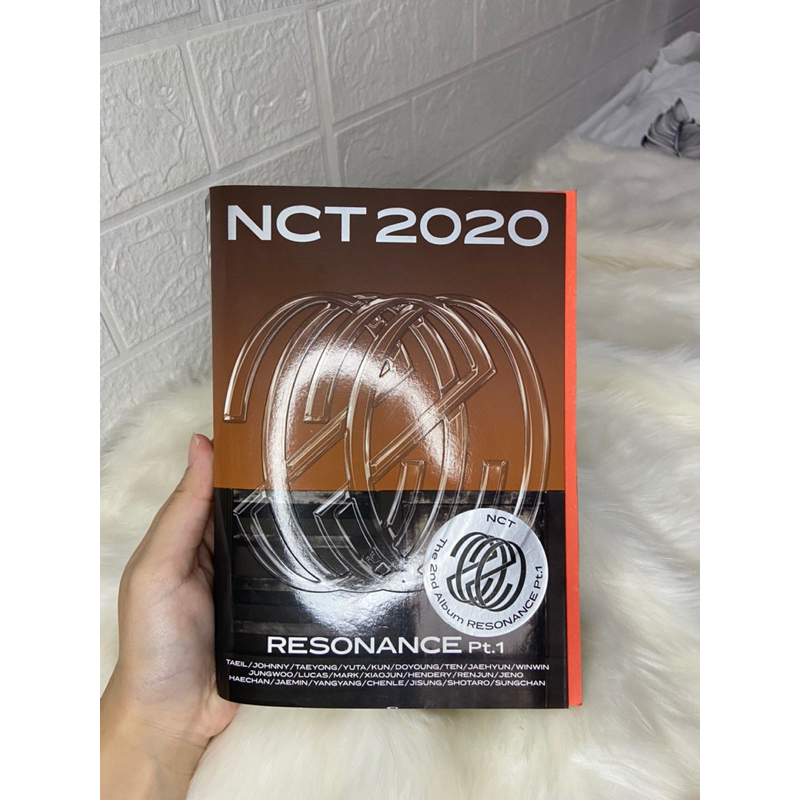 NCT 2020
NCT
The 2nd Album RESONANCE Pt.1
RESONANCE Pt.1
TAEIL/JOHNNY/TAEYONG/YUTA/KUN/DOYOUNG/TEN/JAEHYUN/WINWIN
JUNGWOO/LUCAS/MARK/XIAOJUN/HENDERY/RENJUN/JENO
HAECHAN/JAEMIN/YANGYANG/CHENLE/JISUNG/SHOTARO/SUNGCHAN